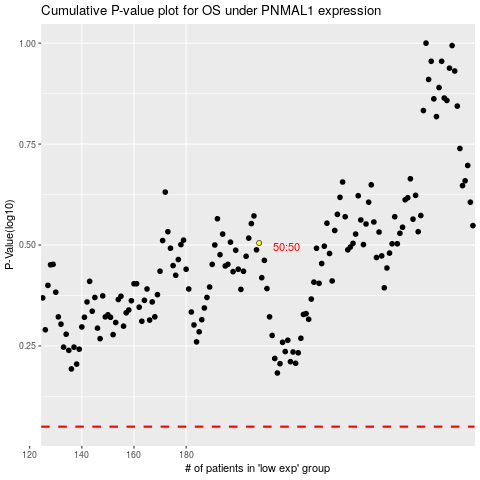 Cumulative P-value plot for OS under PNMAL1 expression
1.00
0.75
0.50
0.25
P-Value(log10)
50:50
120 140 160 180
# of patients in 'low exp' group